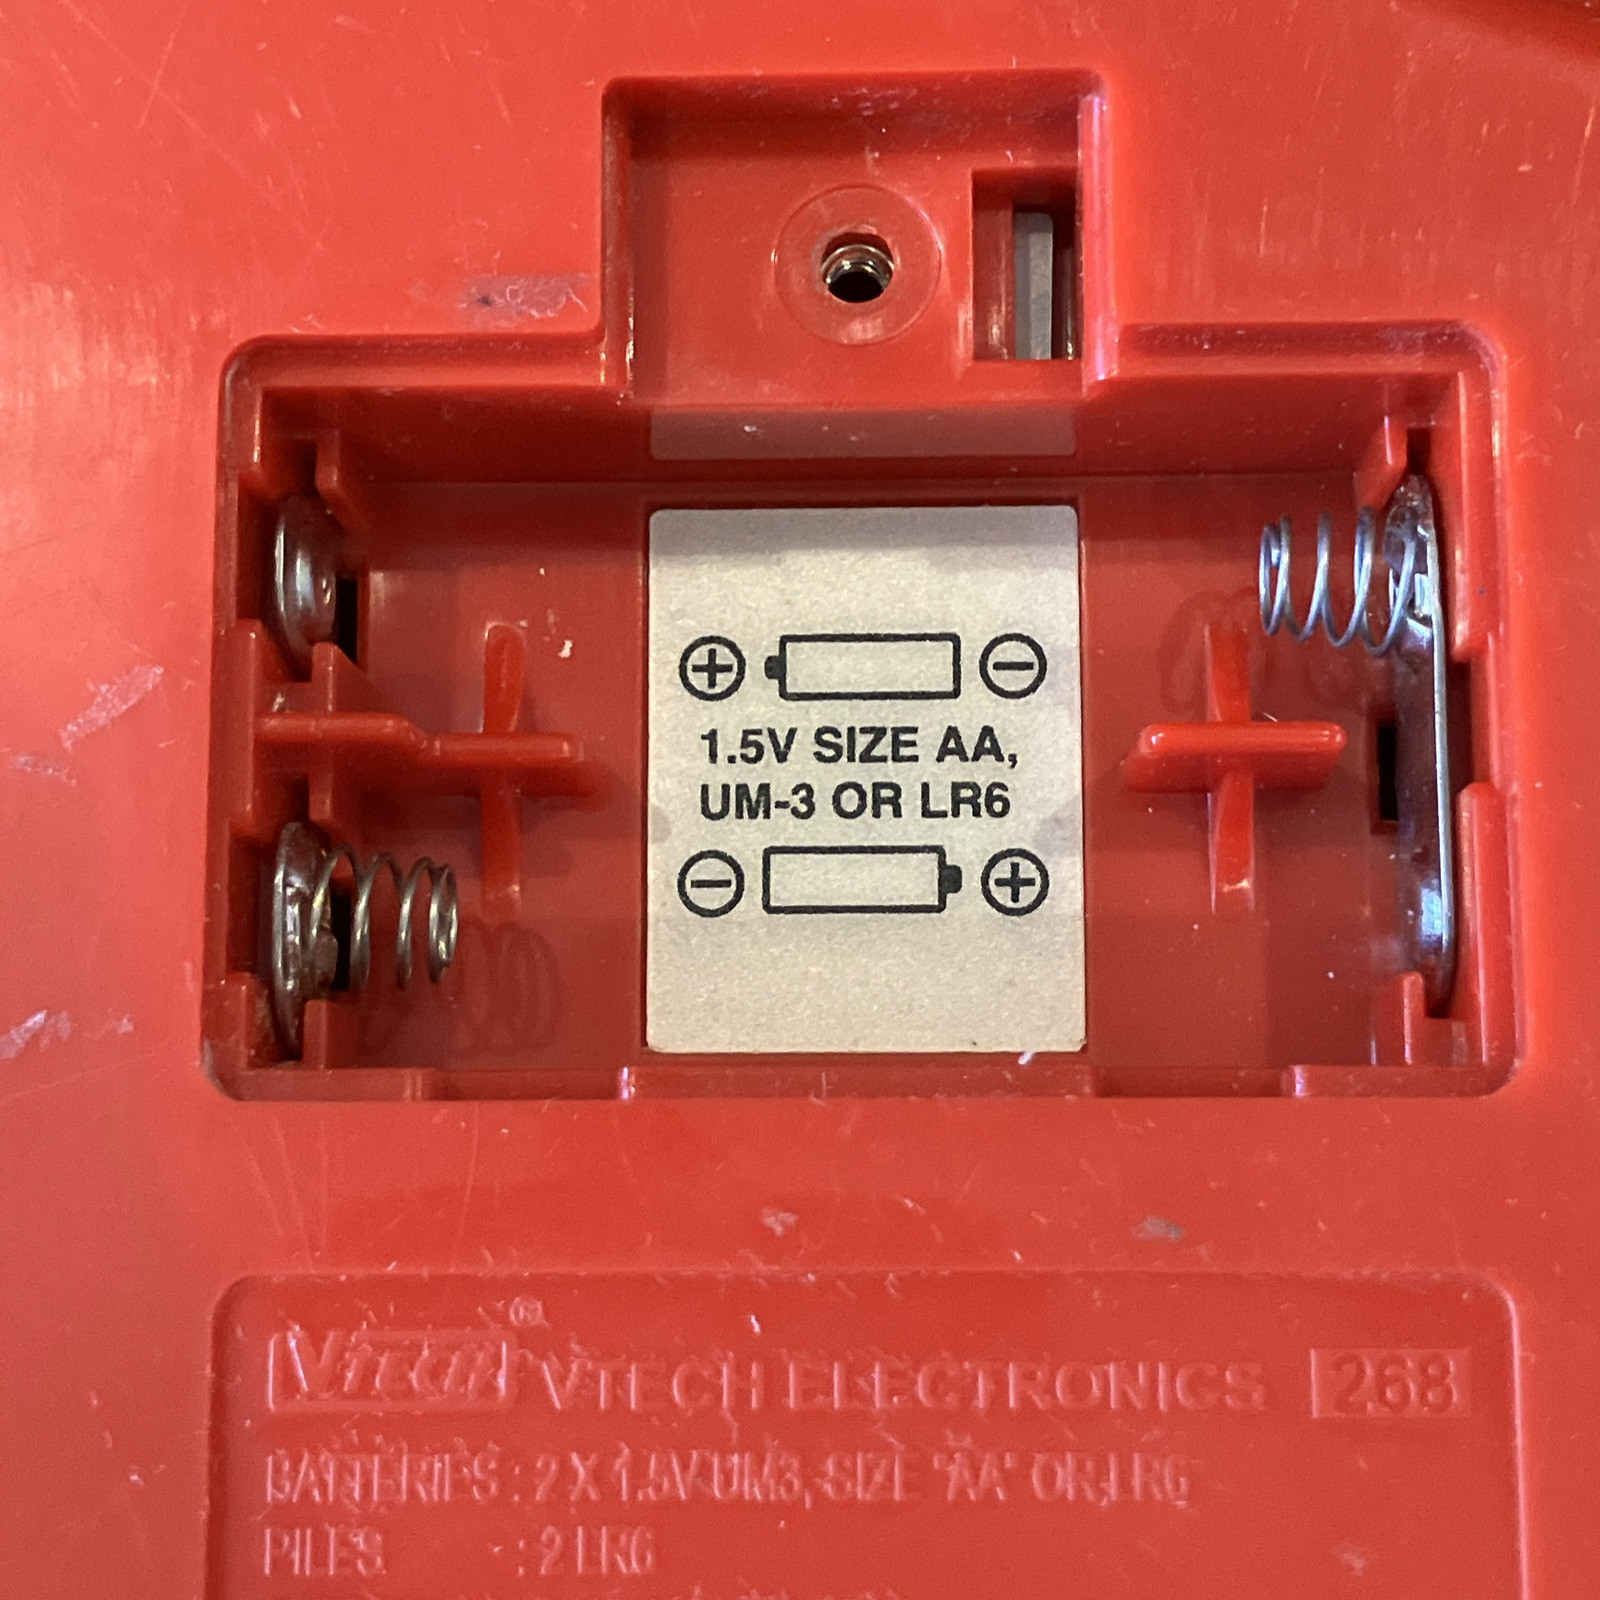 ⊕ ⊖
1.5V SIZE AA,
UM-3 OR LR6
⊖ ⊕
VTECH ® VTECH ELECTRONICS 268
BATTERIES : 2 X 1.5V UM3, SIZE "AA" OR LR6
PILES : 2 LR6